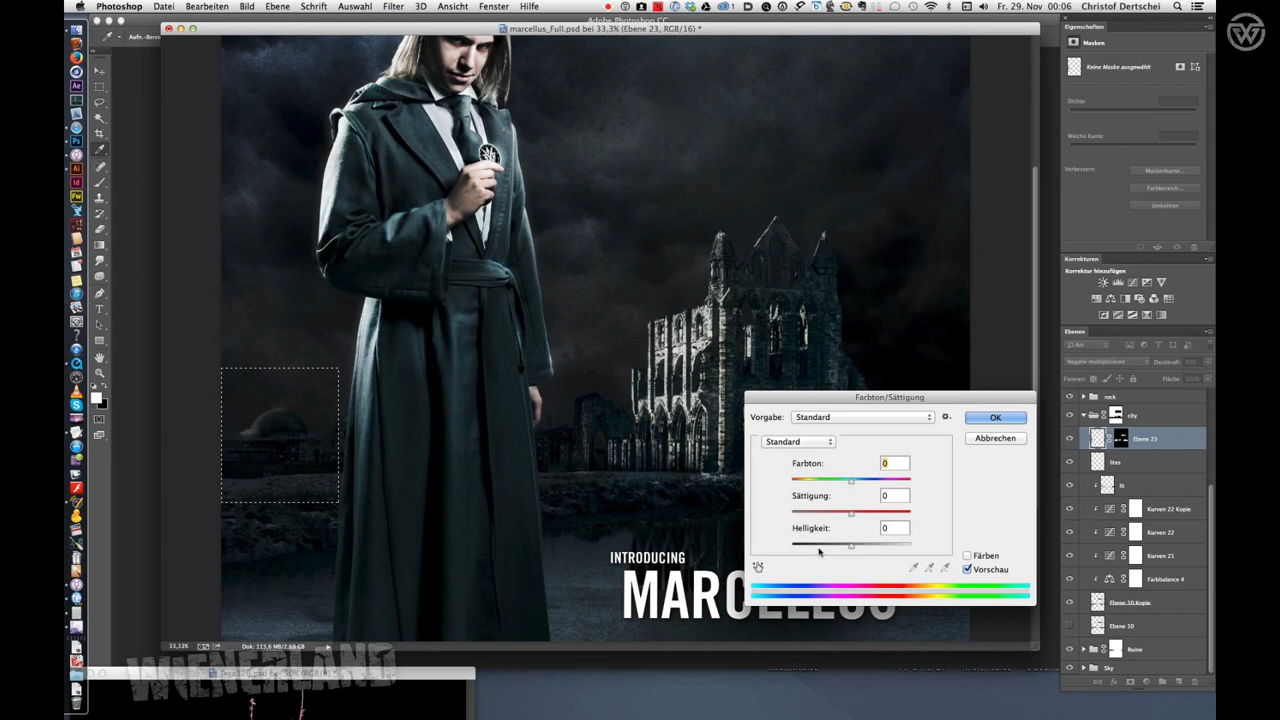 Photoshop Datei Bearbeiten Bild Ebene Schrift Auswahl Filter 3D Ansicht Fenster Hilfe Fr. 29. Nov 00:06 Christof Dertschei
Adobe Photoshop CC
marcellus_Full.psd bei 33,3% (Ebene 23, RGB/16) *
Aufn.-Bereich
Eigenschaften
Masken
Keine Maske ausgewählt
Dichte:
Weiche Kante:
Verbessern:
Maskenkante...
Farbbereich...
Umkehren
Korrekturen
Korrektur hinzufügen
Ebenen
Art
Negativ multiplizieren
Deckkraft:
Fixieren:
Fläche:
rock
city
Ebene 23
lites
lit
Kurven 22 Kopie
Kurven 22
Kurven 21
Farbbalance 4
Ebene 10 Kopie
Ebene 10
Ruine
Sky
Farbton/Sättigung
Vorgabe: Standard
OK
Abbrechen
Standard
Farbton: 0
Sättigung: 0
Helligkeit: 0
Färben
Vorschau
INTRODUCING
MARCELLUS
33,33%
Dok: 113,6 MB/2,69 GB
WIENERLAND